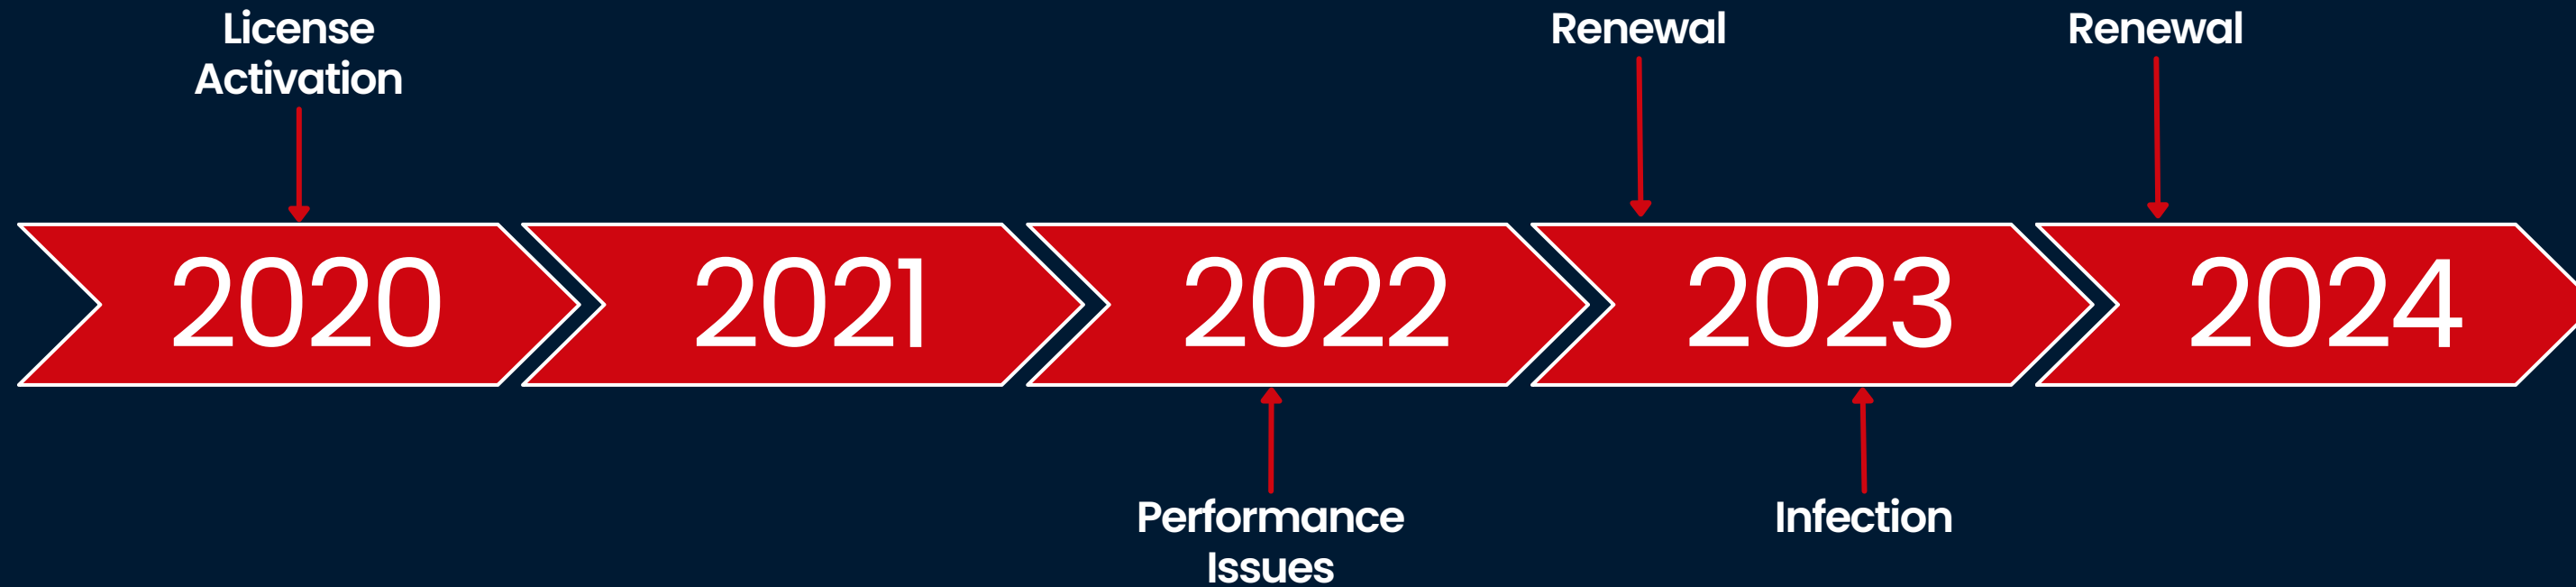 License
Activation
Renewal
Renewal
2020
2021
2022
2023
2024
Performance
Issues
Infection